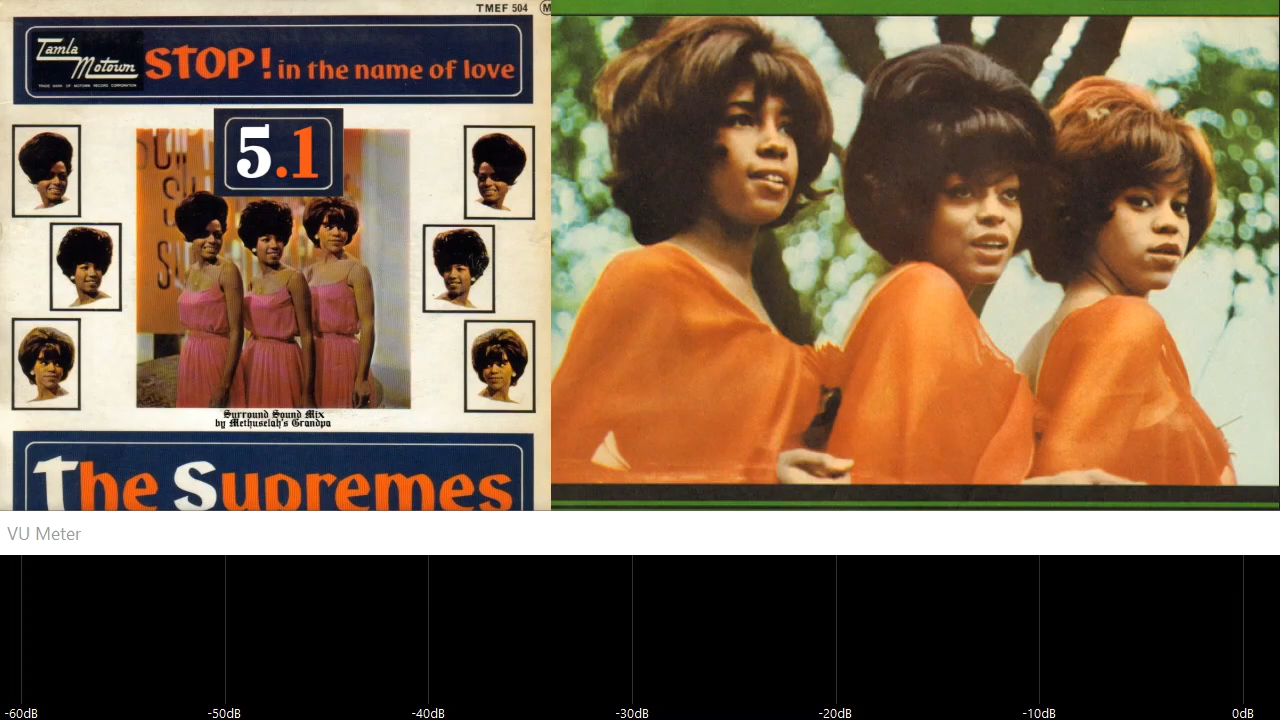 TMEF 504
Tamla Motown
TRADE MARK OF MOTOWN RECORD CORPORATION
STOP! in the name of love
5.1
Surround Sound Mix
by Methuselah's Grandpa
The Supremes
VU Meter
-60dB -50dB -40dB -30dB -20dB -10dB 0dB